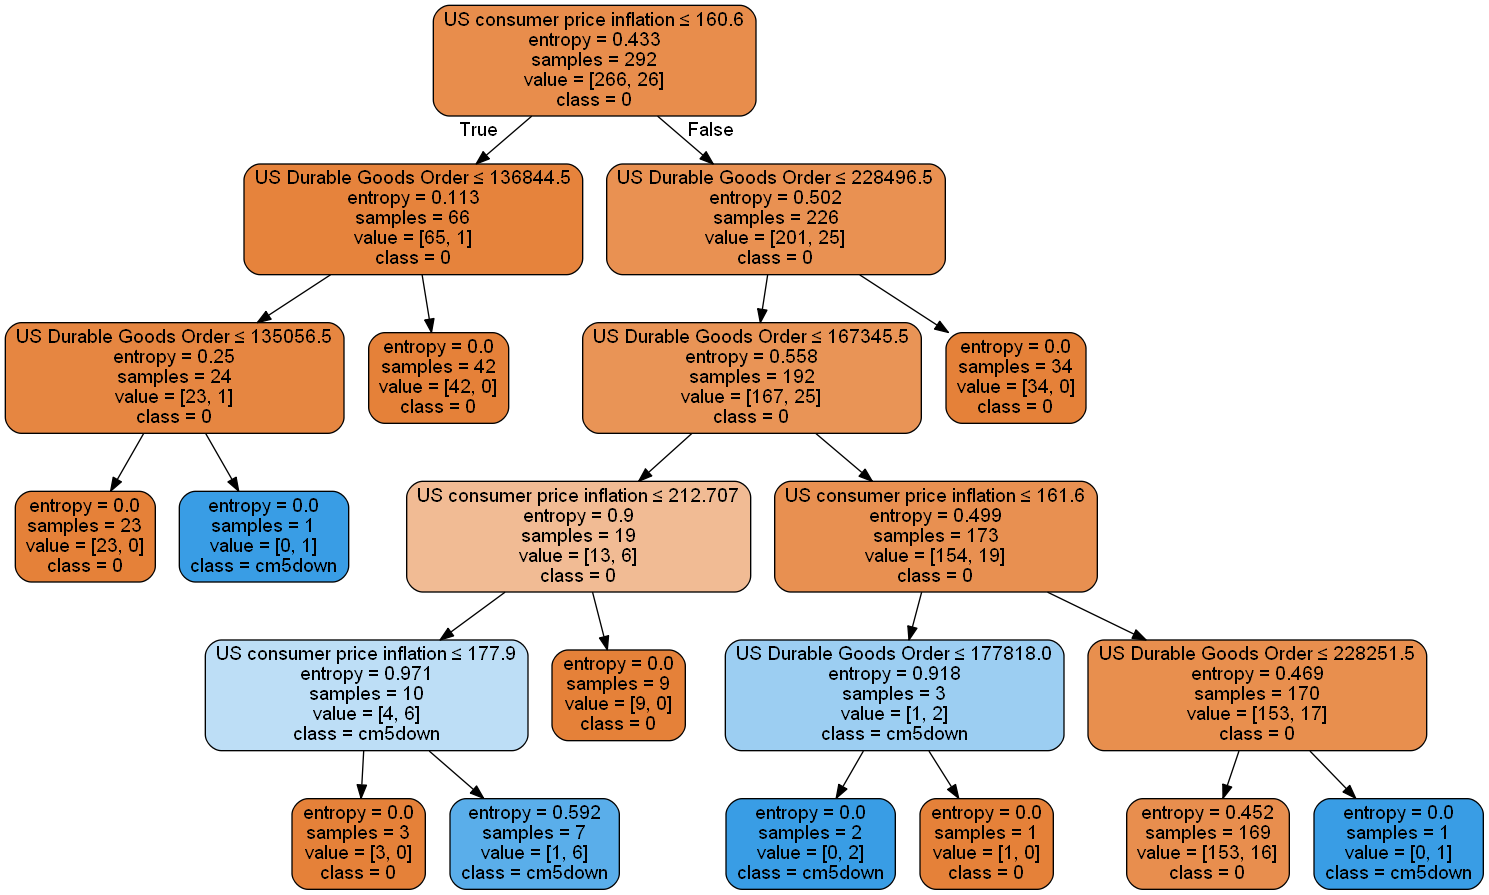 US consumer price inflation ≤ 160.6
entropy = 0.433
samples = 292
value = [266, 26]
class = 0
True
False
US Durable Goods Order ≤ 136844.5
entropy = 0.113
samples = 66
value = [65, 1]
class = 0
US Durable Goods Order ≤ 228496.5
entropy = 0.502
samples = 226
value = [201, 25]
class = 0
US Durable Goods Order ≤ 135056.5
entropy = 0.25
samples = 24
value = [23, 1]
class = 0
entropy = 0.0
samples = 42
value = [42, 0]
class = 0
US Durable Goods Order ≤ 167345.5
entropy = 0.558
samples = 192
value = [167, 25]
class = 0
entropy = 0.0
samples = 34
value = [34, 0]
class = 0
entropy = 0.0
samples = 23
value = [23, 0]
class = 0
entropy = 0.0
samples = 1
value = [0, 1]
class = cm5down
US consumer price inflation ≤ 212.707
entropy = 0.9
samples = 19
value = [13, 6]
class = 0
US consumer price inflation ≤ 161.6
entropy = 0.499
samples = 173
value = [154, 19]
class = 0
US consumer price inflation ≤ 177.9
entropy = 0.971
samples = 10
value = [4, 6]
class = cm5down
entropy = 0.0
samples = 9
value = [9, 0]
class = 0
US Durable Goods Order ≤ 177818.0
entropy = 0.918
samples = 3
value = [1, 2]
class = cm5down
US Durable Goods Order ≤ 228251.5
entropy = 0.469
samples = 170
value = [153, 17]
class = 0
entropy = 0.0
samples = 3
value = [3, 0]
class = 0
entropy = 0.592
samples = 7
value = [1, 6]
class = cm5down
entropy = 0.0
samples = 2
value = [0, 2]
class = cm5down
entropy = 0.0
samples = 1
value = [1, 0]
class = 0
entropy = 0.452
samples = 169
value = [153, 16]
class = 0
entropy = 0.0
samples = 1
value = [0, 1]
class = cm5down